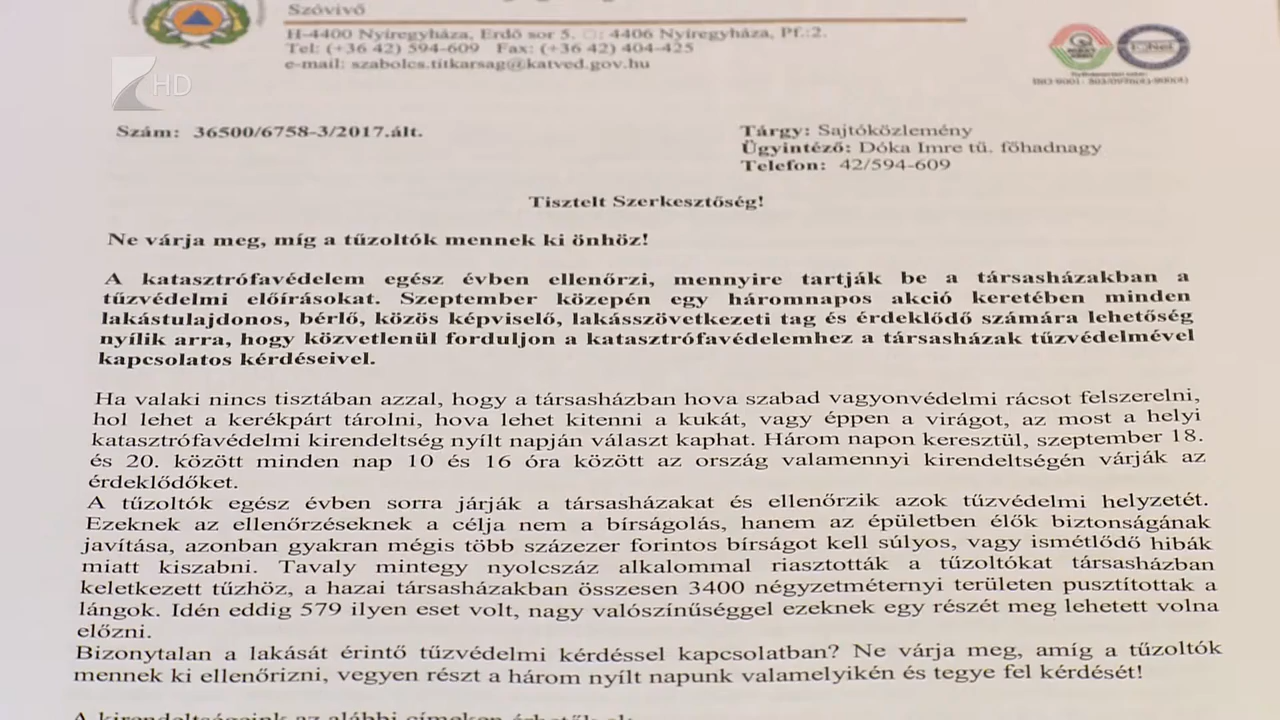 Szóvivő
H-4400 Nyíregyháza, Erdő sor 5. □: 4406 Nyíregyháza, Pf.:2.
Tel: (+36 42) 594-609 Fax: (+36 42) 404-425
e-mail: szabolcs.titkarsag@katved.gov.hu
HD
Szám: 36500/6758-3/2017.ált.
Tárgy: Sajtóközlemény
Ügyintéző: Dóka Imre tű. főhadnagy
Telefon: 42/594-609
Tisztelt Szerkesztőség!
Ne várja meg, míg a tűzoltók mennek ki önhöz!
A katasztrófavédelem egész évben ellenőrzi, mennyire tartják be a társasházakban a
tűzvédelmi előírásokat. Szeptember közepén egy háromnapos akció keretében minden
lakástulajdonos, bérlő, közös képviselő, lakásszövetkezeti tag és érdeklődő számára lehetőség
nyílik arra, hogy közvetlenül forduljon a katasztrófavédelemhez a társasházak tűzvédelmével
kapcsolatos kérdéseivel.
Ha valaki nincs tisztában azzal, hogy a társasházban hova szabad vagyonvédelmi rácsot felszerelni,
hol lehet a kerékpárt tárolni, hova lehet kitenni a kukát, vagy éppen a virágot, az most a helyi
katasztrófavédelmi kirendeltség nyílt napján választ kaphat. Három napon keresztül, szeptember 18.
és 20. között minden nap 10 és 16 óra között az ország valamennyi kirendeltségén várják az
érdeklődőket.
A tűzoltók egész évben sorra járják a társasházakat és ellenőrzik azok tűzvédelmi helyzetét.
Ezeknek az ellenőrzéseknek a célja nem a bírságolás, hanem az épületben élők biztonságának
javítása, azonban gyakran mégis több százezer forintos bírságot kell súlyos, vagy ismétlődő hibák
miatt kiszabni. Tavaly mintegy nyolcszáz alkalommal riasztották a tűzoltókat társasházban
keletkezett tűzhöz, a hazai társasházakban összesen 3400 négyzetméternyi területen pusztítottak a
lángok. Idén eddig 579 ilyen eset volt, nagy valószínűséggel ezeknek egy részét meg lehetett volna
előzni.
Bizonytalan a lakását érintő tűzvédelmi kérdéssel kapcsolatban? Ne várja meg, amíg a tűzoltók
mennek ki ellenőrizni, vegyen részt a három nyílt napunk valamelyikén és tegye fel kérdését!
A kirendeltségeink az alábbi címeken érhetők el: